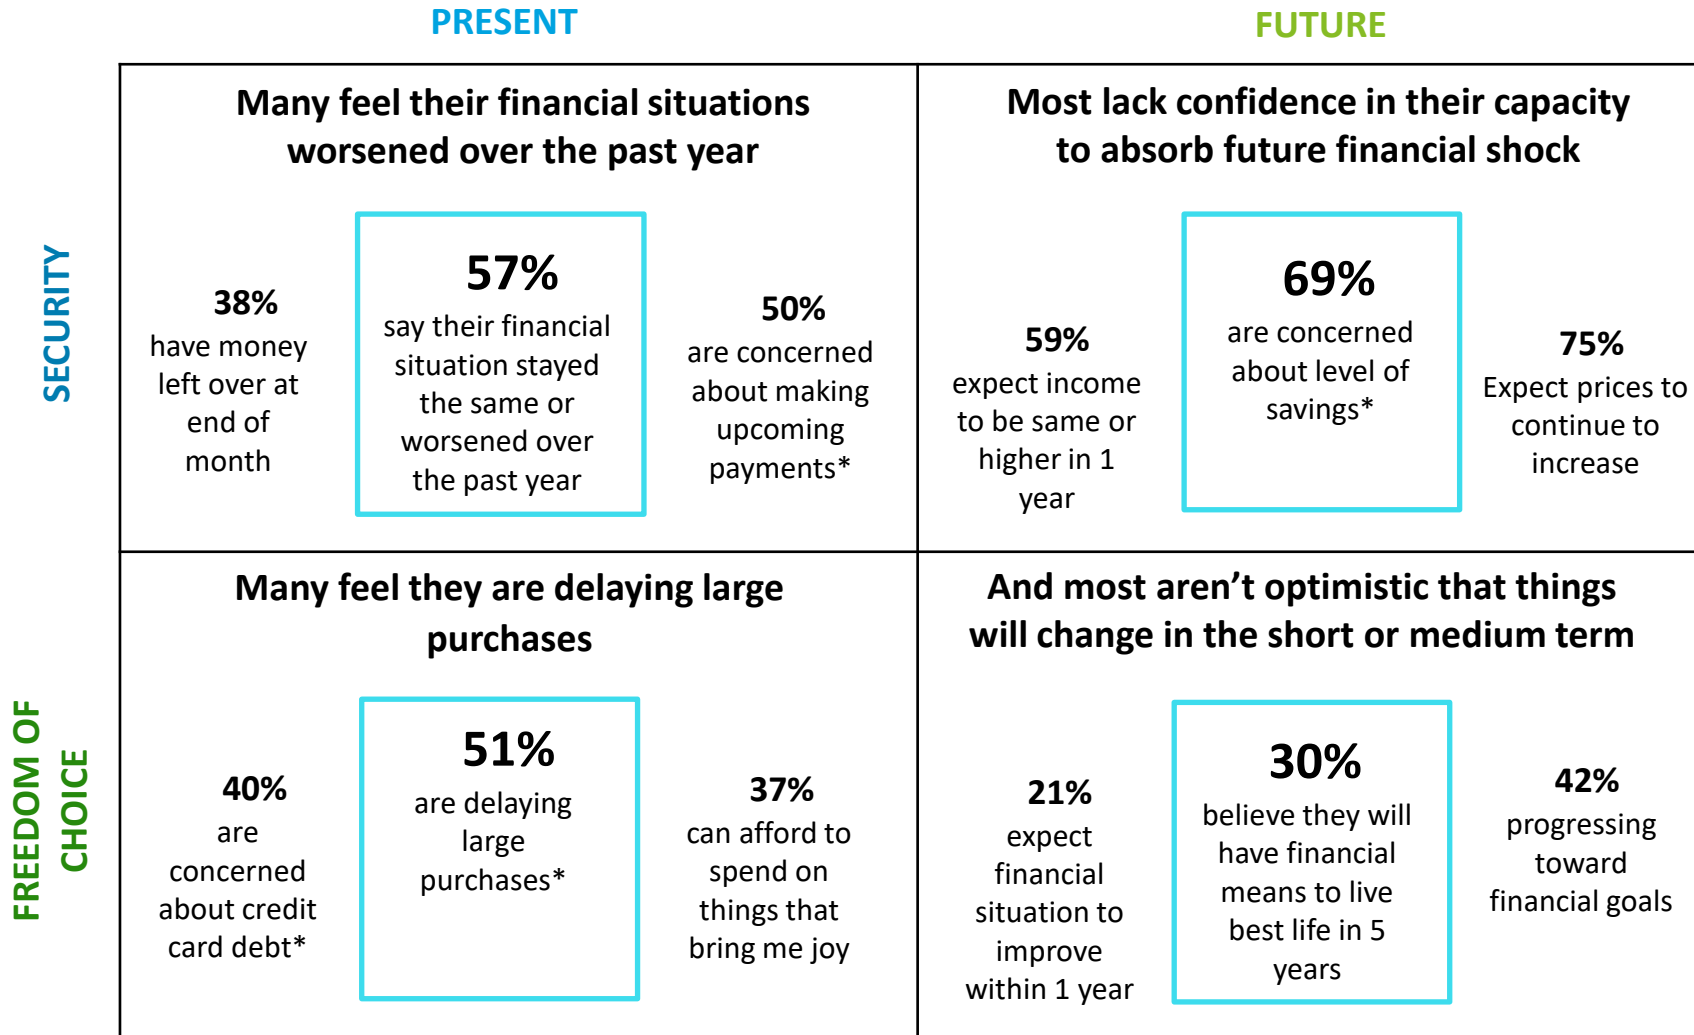 PRESENT
FUTURE
SECURITY
Many feel their financial situations
worsened over the past year
38%
have money
left over at
end of
month
57%
say their financial
situation stayed
the same or
worsened over
the past year
50%
are concerned
about making
upcoming
payments*
Most lack confidence in their capacity
to absorb future financial shock
59%
expect income
to be same or
higher in 1
year
69%
are concerned
about level of
savings*
75%
Expect prices to
continue to
increase
FREEDOM OF
CHOICE
Many feel they are delaying large
purchases
40%
are
concerned
about credit
card debt*
51%
are delaying
large
purchases*
37%
can afford to
spend on
things that
bring me joy
And most aren’t optimistic that things
will change in the short or medium term
21%
expect
financial
situation to
improve
within 1 year
30%
believe they will
have financial
means to live
best life in 5
years
42%
progressing
toward
financial goals